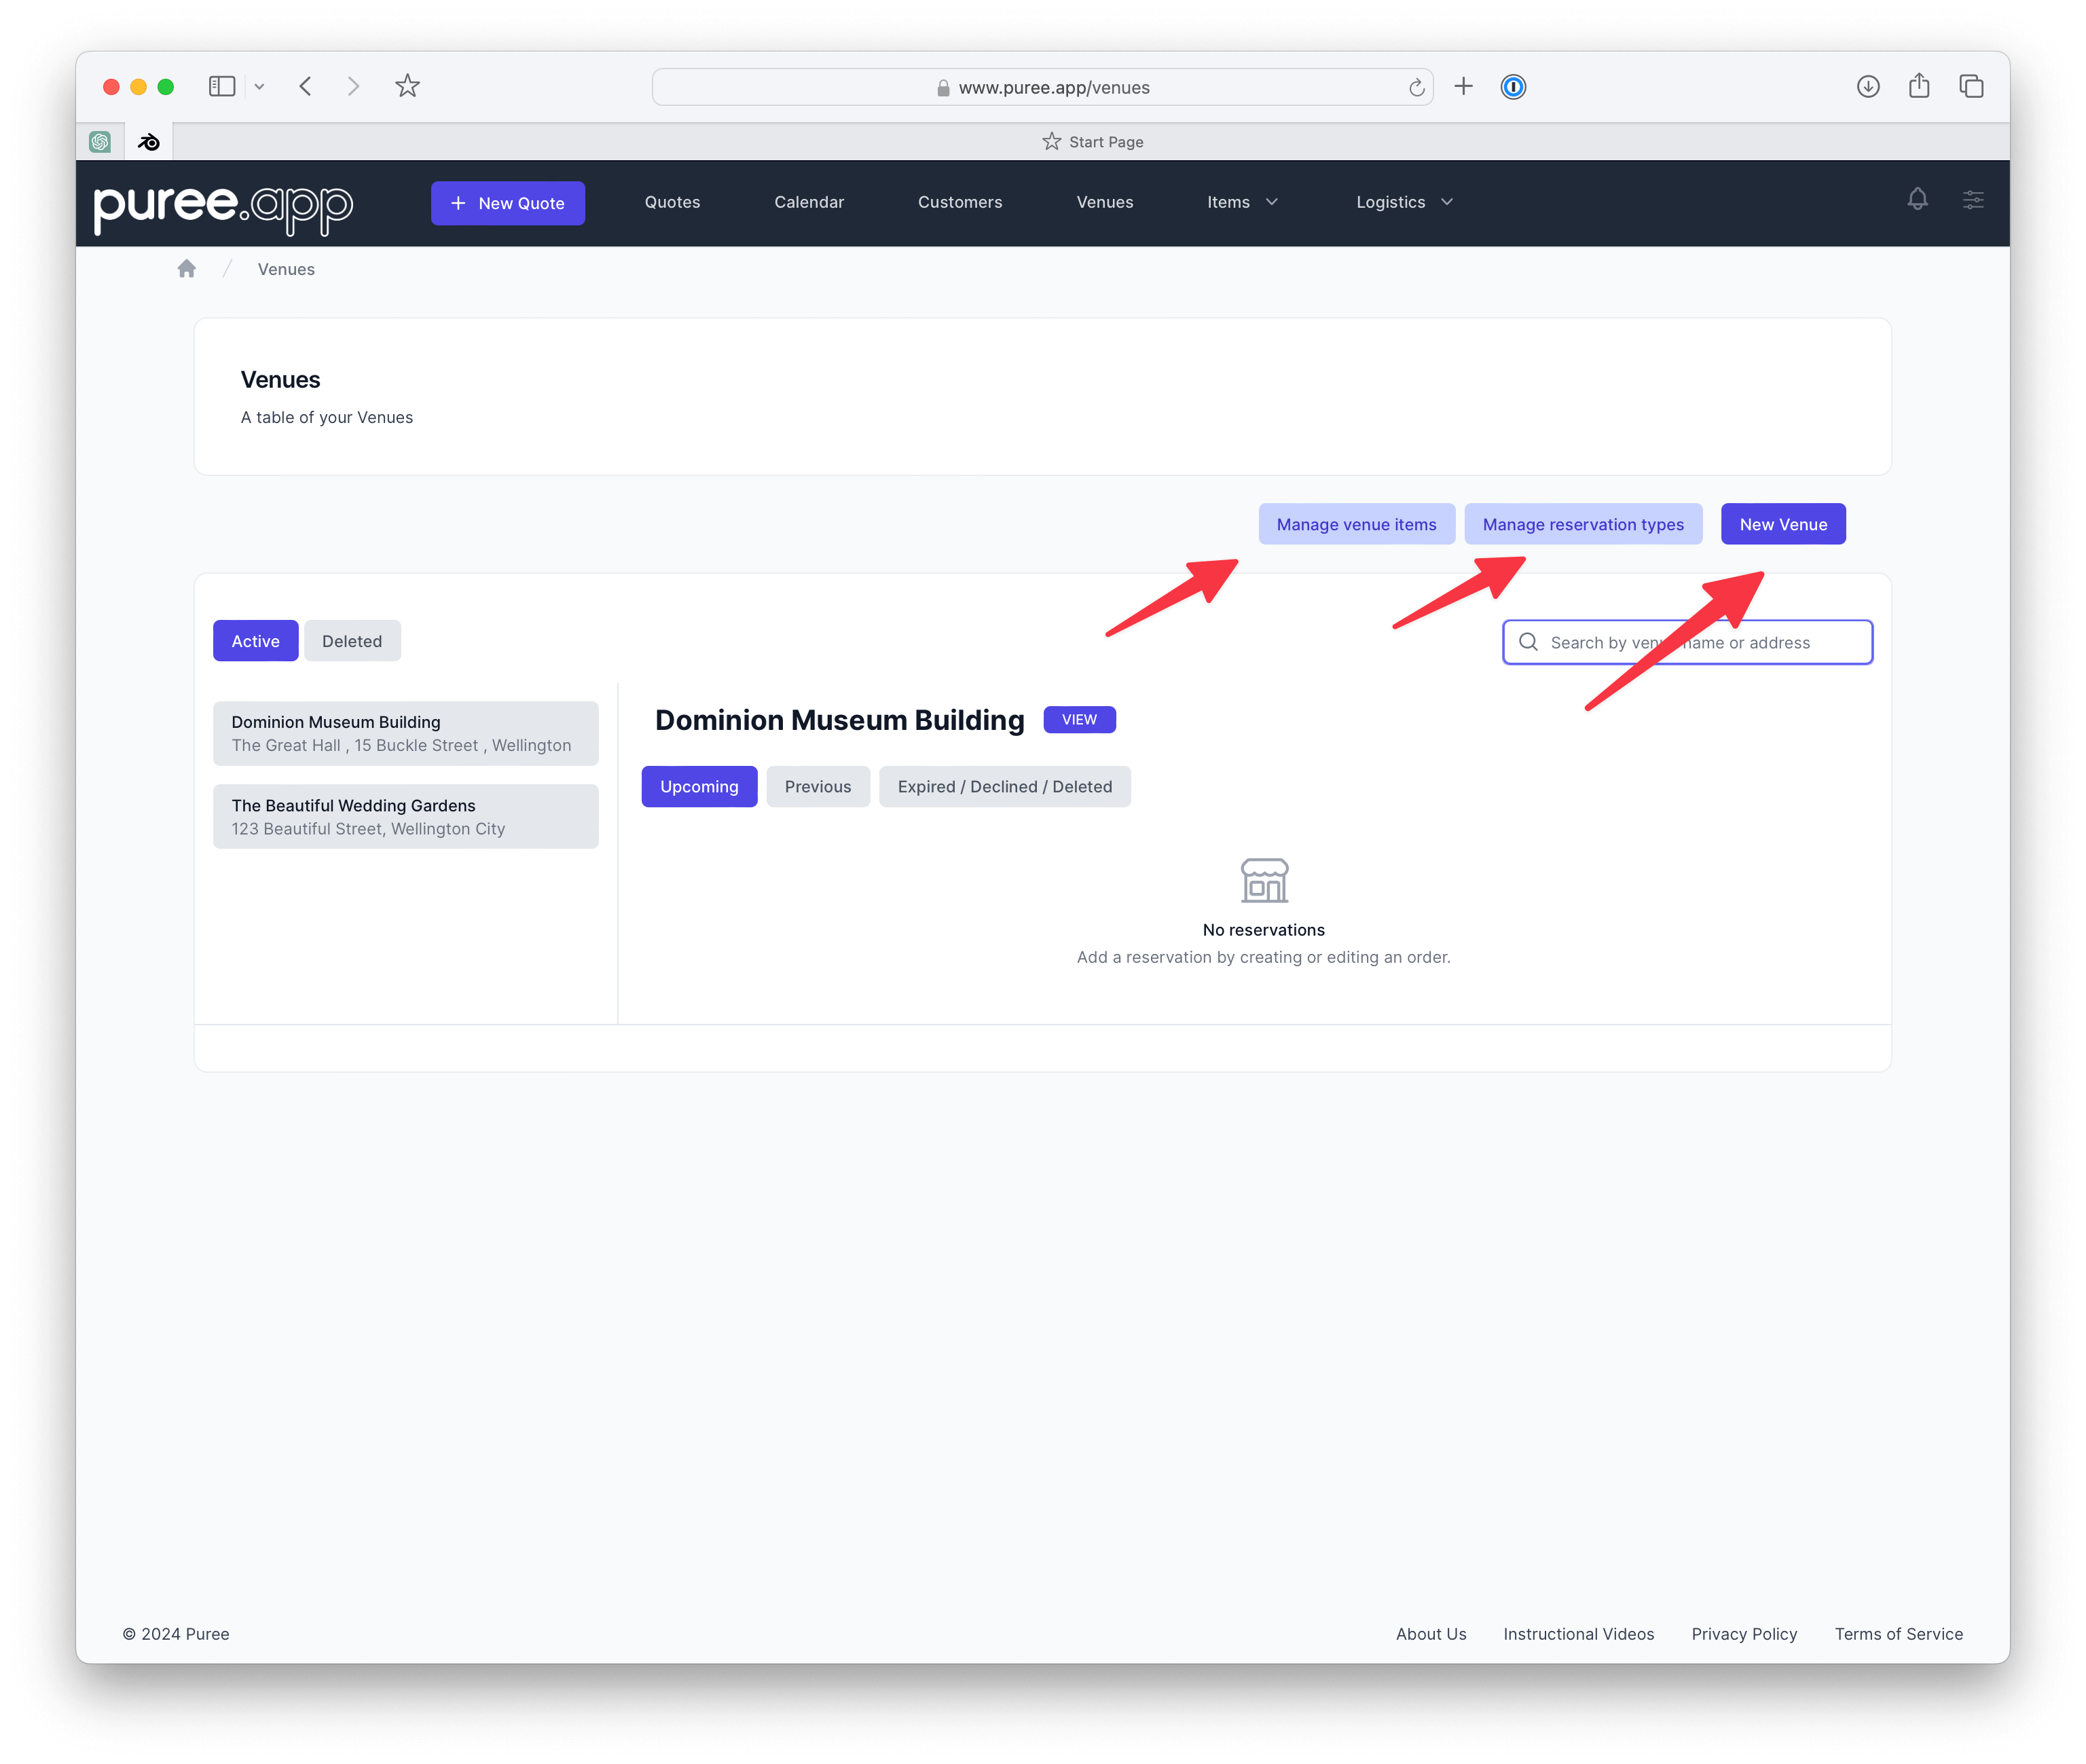 www.puree.app/venues
Start Page
puree.app
New Quote
Quotes
Calendar
Customers
Venues
Items
Logistics
Venues
Venues
A table of your Venues
Manage venue items
Manage reservation types
New Venue
Active
Deleted
Search by venue name or address
Dominion Museum Building
The Great Hall , 15 Buckle Street , Wellington
The Beautiful Wedding Gardens
123 Beautiful Street, Wellington City
Dominion Museum Building
VIEW
Upcoming
Previous
Expired / Declined / Deleted
No reservations
Add a reservation by creating or editing an order.
© 2024 Puree
About Us
Instructional Videos
Privacy Policy
Terms of Service